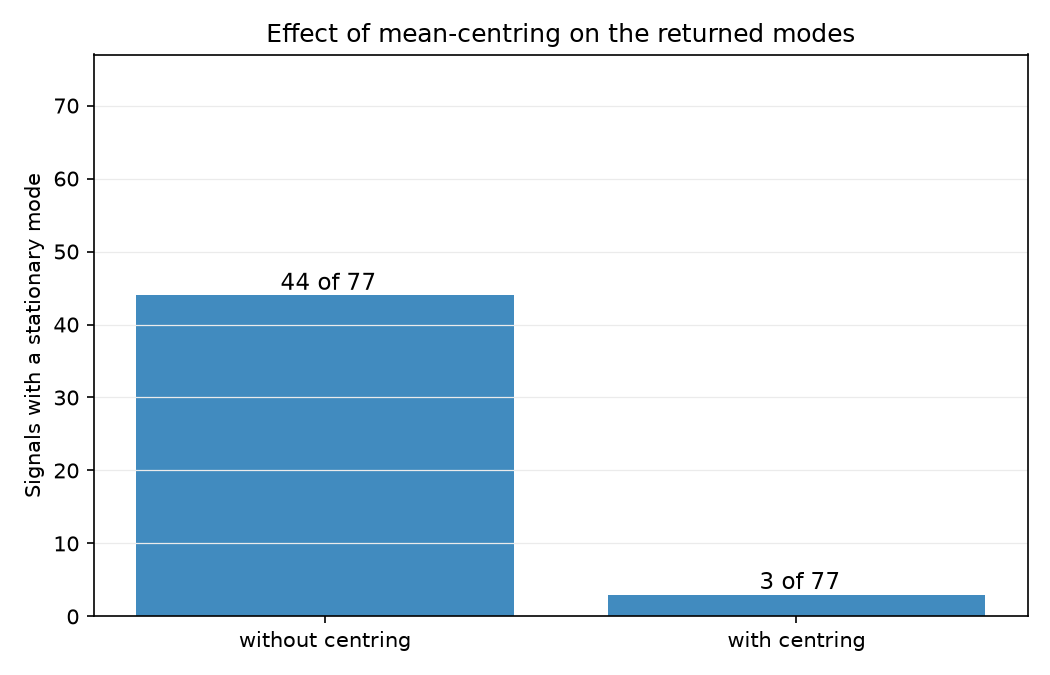 Effect of mean-centring on the returned modes
Signals with a stationary mode
70
60
50
40
30
20
10
0
44 of 77
3 of 77
without centring
with centring